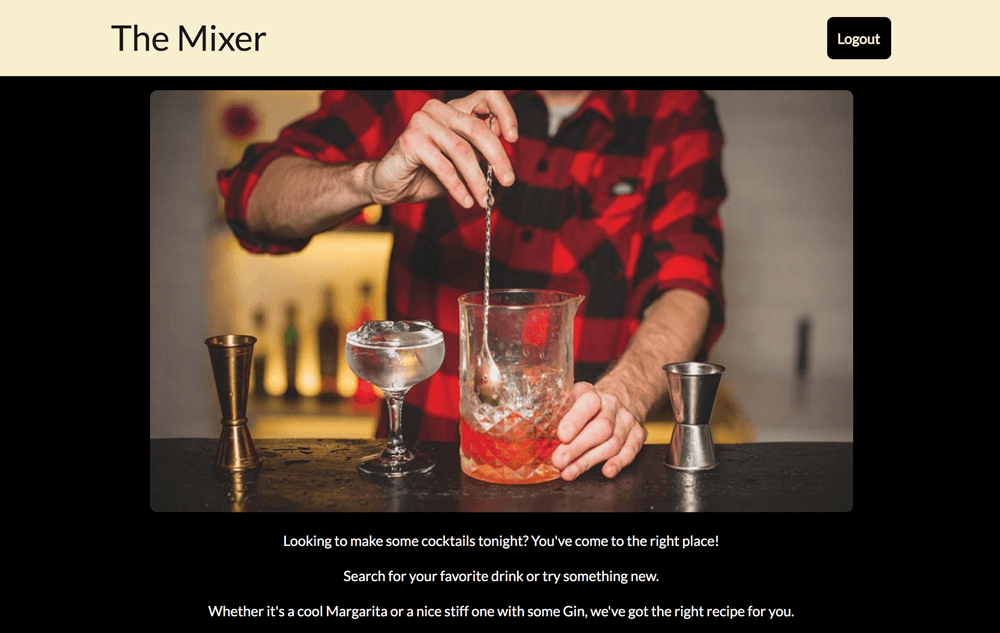 The Mixer
Logout
Looking to make some cocktails tonight? You've come to the right place!
Search for your favorite drink or try something new.
Whether it's a cool Margarita or a nice stiff one with some Gin, we've got the right recipe for you.